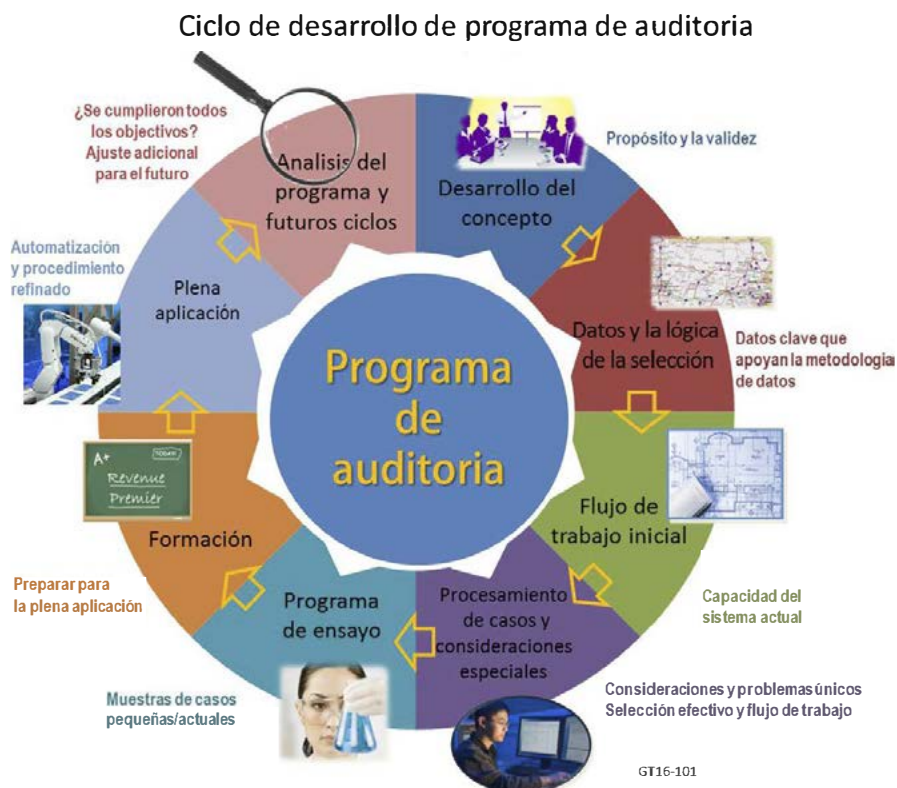 Ciclo de desarrollo de programa de auditoria
¿Se cumplieron todos
los objectivos?
Ajuste adicional
para el futuro
Analisis del
programa y
futuros ciclos
Desarrollo del
concepto
Propósito y la validez
Datos y la lógica
de la selección
Datos clave que
apoyan la metodologia
de datos
Flujo de
trabajo inicial
Capacidad del
sistema actual
Procesamiento
de casos y
consideraciones
especiales
Consideraciones y problemas únicos
Selección efectivo y flujo de trabajo
Programa
de ensayo
Muestras de casos
pequeñas/actuales
Formación
A+
TODAY
Revenue
Premier
Preparar para
la plena aplicación
Plena
aplicación
Automatización
y procedimiento
refinado
Programa
de
auditoria
GT16-101